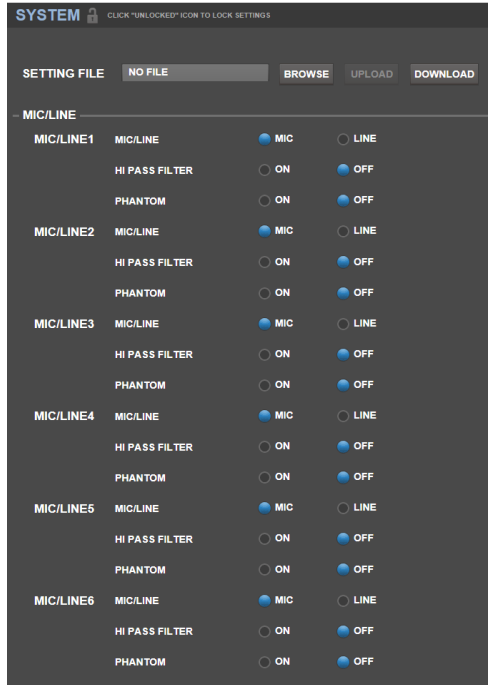 SYSTEM CLICK "UNLOCKED" ICON TO LOCK SETTINGS
SETTING FILE NO FILE BROWSE UPLOAD DOWNLOAD
MIC/LINE
MIC/LINE1 MIC/LINE MIC LINE
HI PASS FILTER ON OFF
PHANTOM ON OFF
MIC/LINE2 MIC/LINE MIC LINE
HI PASS FILTER ON OFF
PHANTOM ON OFF
MIC/LINE3 MIC/LINE MIC LINE
HI PASS FILTER ON OFF
PHANTOM ON OFF
MIC/LINE4 MIC/LINE MIC LINE
HI PASS FILTER ON OFF
PHANTOM ON OFF
MIC/LINE5 MIC/LINE MIC LINE
HI PASS FILTER ON OFF
PHANTOM ON OFF
MIC/LINE6 MIC/LINE MIC LINE
HI PASS FILTER ON OFF
PHANTOM ON OFF